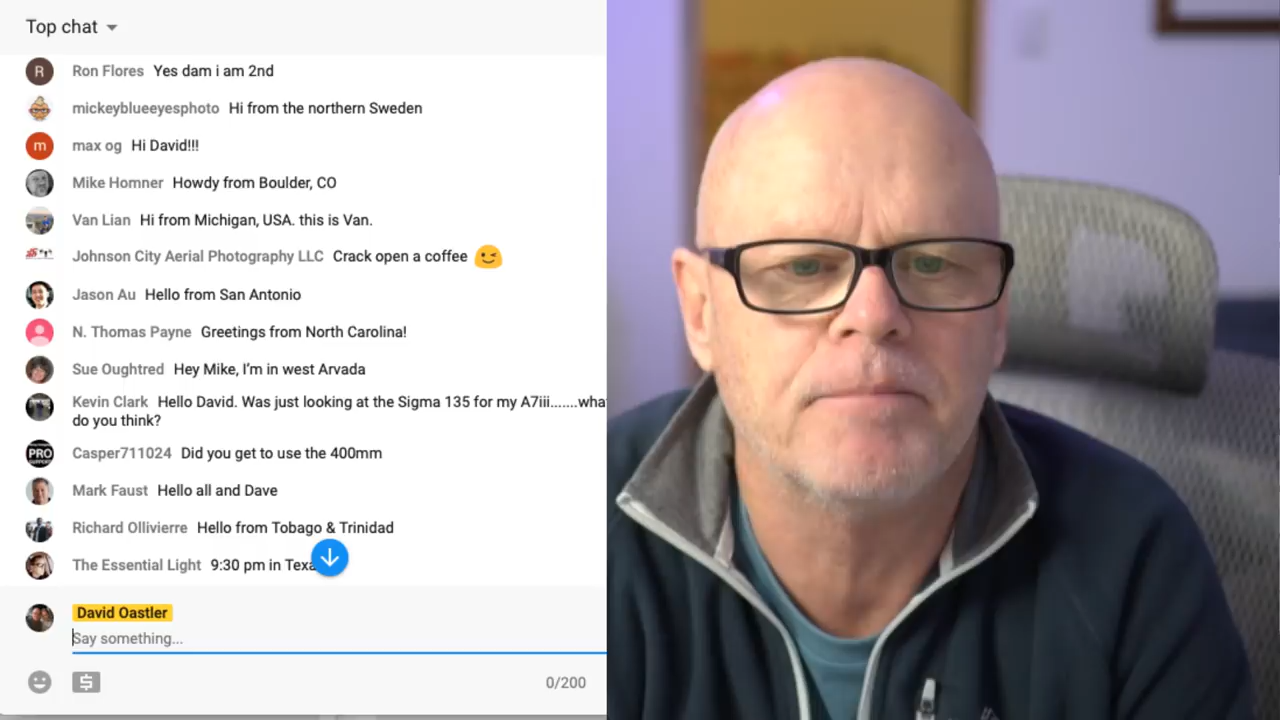 Top chat
R Ron Flores Yes dam i am 2nd
mickeyblueeyesphoto Hi from the northern Sweden
m max og Hi David!!!
Mike Homner Howdy from Boulder, CO
Van Lian Hi from Michigan, USA. this is Van.
Johnson City Aerial Photography LLC Crack open a coffee 😉
Jason Au Hello from San Antonio
N. Thomas Payne Greetings from North Carolina!
Sue Oughtred Hey Mike, I'm in west Arvada
Kevin Clark Hello David. Was just looking at the Sigma 135 for my A7iii.......wha
do you think?
PRO Casper711024 Did you get to use the 400mm
Mark Faust Hello all and Dave
Richard Ollivierre Hello from Tobago & Trinidad
The Essential Light 9:30 pm in Texa
David Oastler
Say something...
$ 0/200